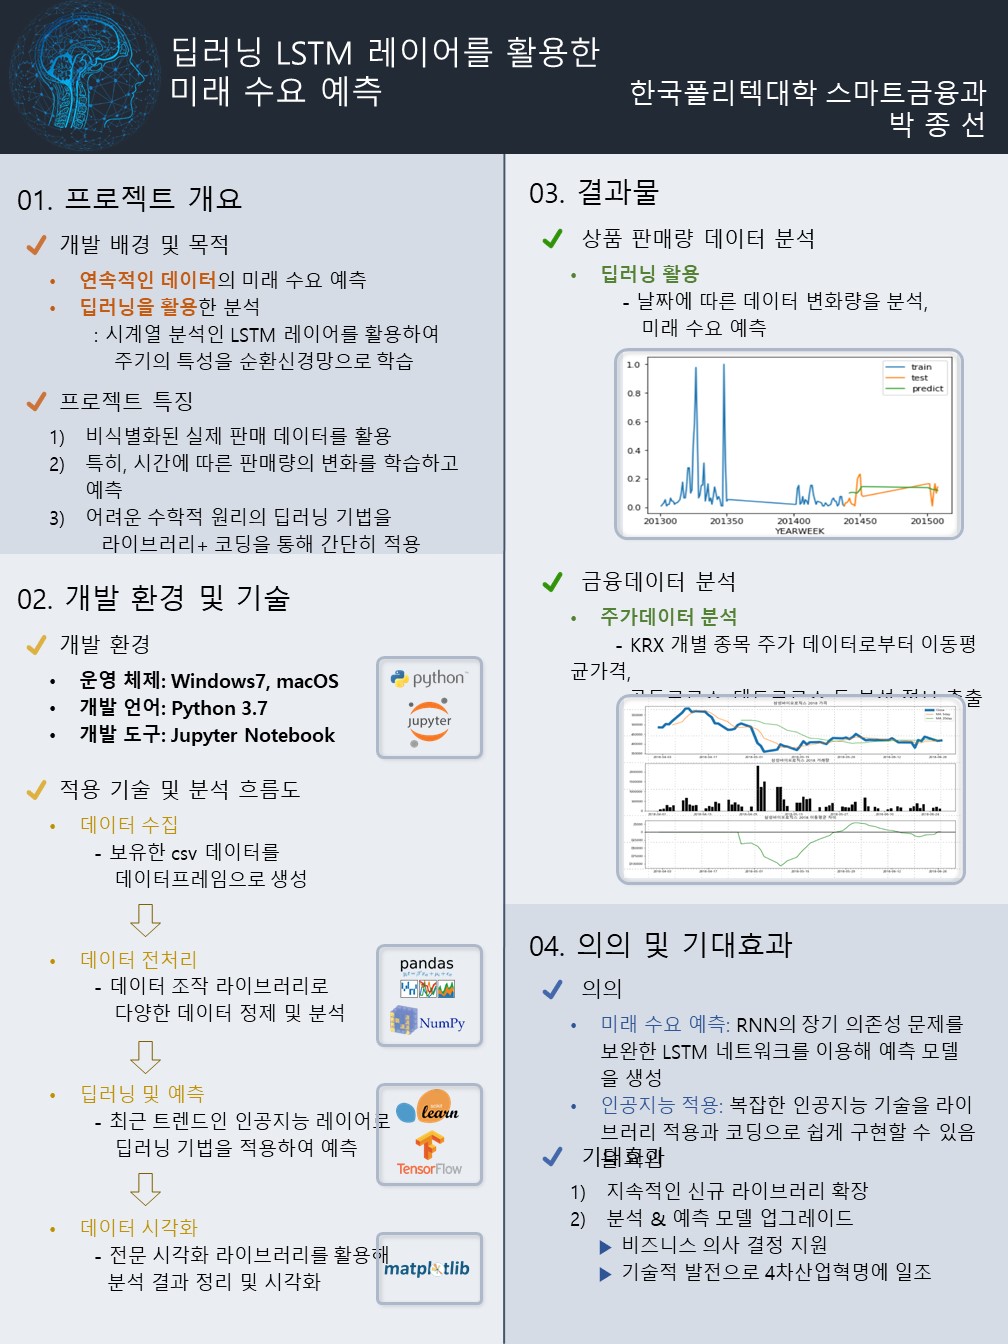 딥러닝 LSTM 레이어를 활용한
미래 수요 예측
한국폴리텍대학 스마트금융과
박 종 선
01. 프로젝트 개요
개발 배경 및 목적
• 연속적인 데이터의 미래 수요 예측
• 딥러닝을 활용한 분석
: 시계열 분석인 LSTM 레이어를 활용하여
주기의 특성을 순환신경망으로 학습
프로젝트 특징
1) 비식별화된 실제 판매 데이터를 활용
2) 특히, 시간에 따른 판매량의 변화를 학습하고
예측
3) 어려운 수학적 원리의 딥러닝 기법을
라이브러리+ 코딩을 통해 간단히 적용
02. 개발 환경 및 기술
개발 환경
• 운영 체제: Windows7, macOS
• 개발 언어: Python 3.7
• 개발 도구: Jupyter Notebook
python
jupyter
적용 기술 및 분석 흐름도
• 데이터 수집
- 보유한 csv 데이터를
데이터프레임으로 생성
• 데이터 전처리
- 데이터 조작 라이브러리로
다양한 데이터 정제 및 분석
pandas
NumPy
• 딥러닝 및 예측
- 최근 트렌드인 인공지능 레이어로
딥러닝 기법을 적용하여 예측
learn
TensorFlow
• 데이터 시각화
- 전문 시각화 라이브러리를 활용해
분석 결과 정리 및 시각화
matplotlib
03. 결과물
상품 판매량 데이터 분석
• 딥러닝 활용
- 날짜에 따른 데이터 변화량을 분석,
미래 수요 예측
train
test
predict
1.0
0.8
0.6
0.4
0.2
0.0
201300 201350 201400 201450 201500
YEARWEEK
금융데이터 분석
• 주가데이터 분석
- KRX 개별 종목 주가 데이터로부터 이동평
균가격,
04. 의의 및 기대효과
의의
• 미래 수요 예측: RNN의 장기 의존성 문제를
보완한 LSTM 네트워크를 이용해 예측 모델
을 생성
• 인공지능 적용: 복잡한 인공지능 기술을 라이
브러리 적용과 코딩으로 쉽게 구현할 수 있음
을 확인
기대효과
1) 지속적인 신규 라이브러리 확장
2) 분석 & 예측 모델 업그레이드
▶ 비즈니스 의사 결정 지원
▶ 기술적 발전으로 4차산업혁명에 일조